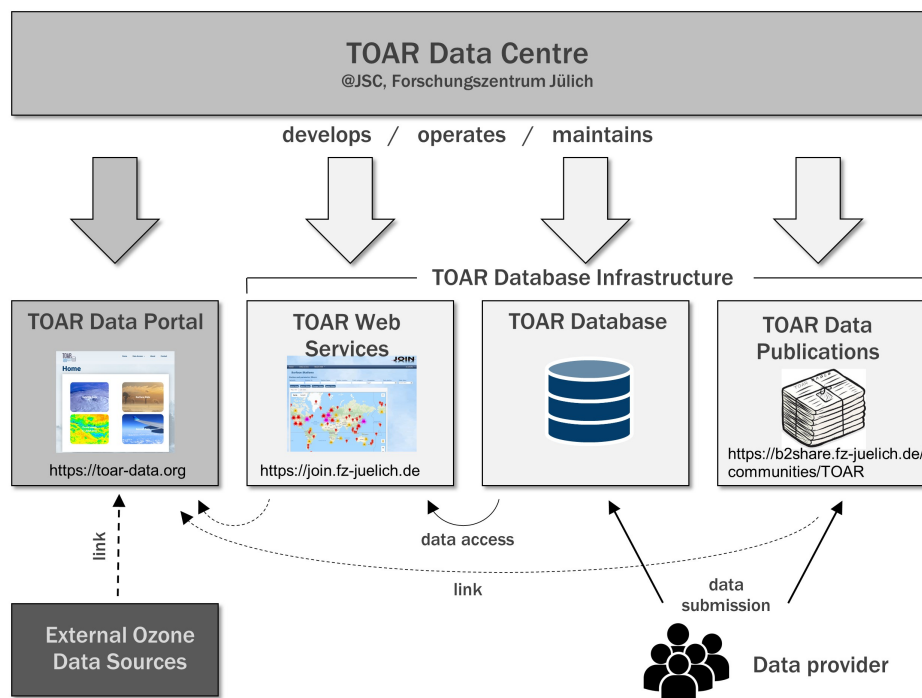 TOAR Data Centre
@JSC, Forschungszentrum Jülich
develops / operates / maintains
TOAR Database Infrastructure
TOAR Data Portal
Home
https://toar-data.org
TOAR Web
Services
JOIN
https://join.fz-juelich.de
TOAR Database
TOAR Data
Publications
https://b2share.fz-juelich.de/
communities/TOAR
link
data access
link
data
submission
External Ozone
Data Sources
Data provider